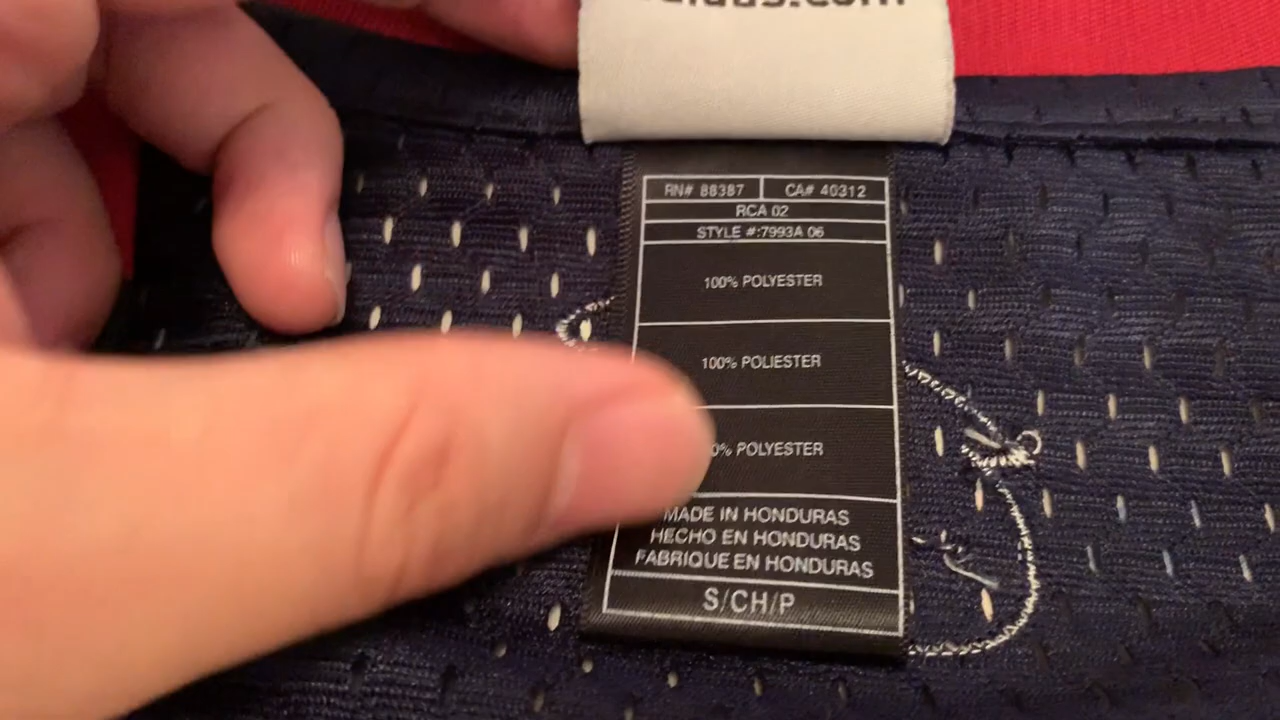 RN# 88387 CA# 40312
RCA 02
STYLE #:7993A 06
100% POLYESTER
100% POLIESTER
0% POLYESTER
MADE IN HONDURAS
HECHO EN HONDURAS
FABRIQUE EN HONDURAS
S/CH/P